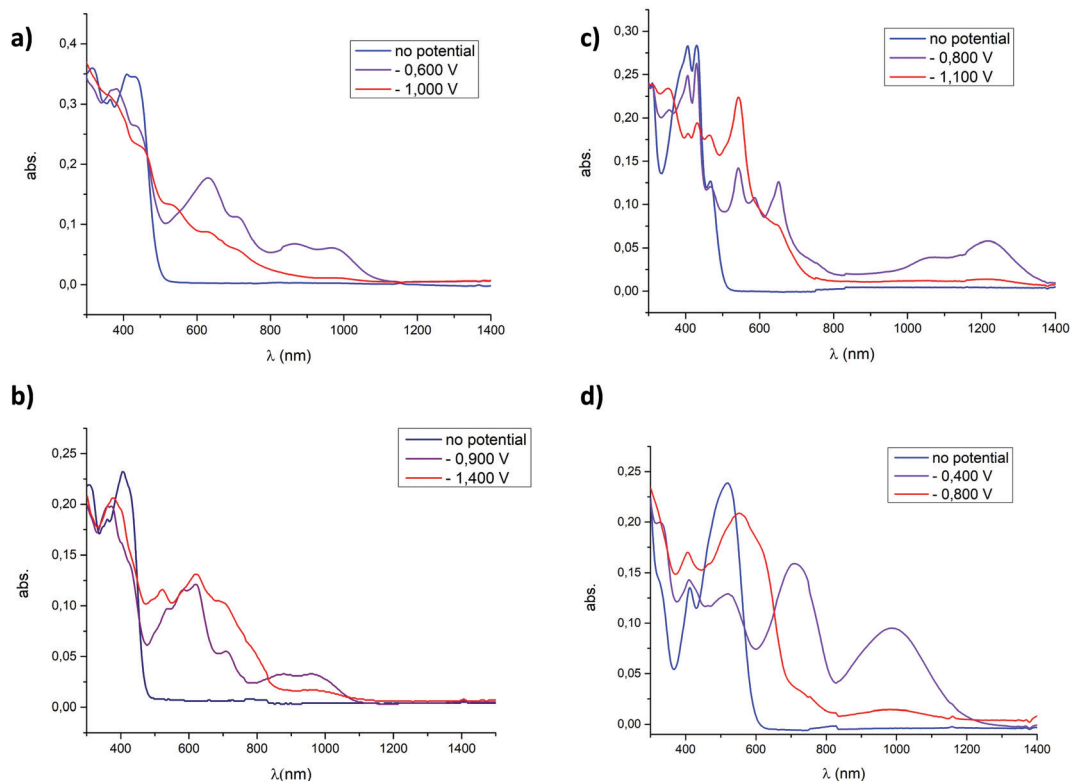 a)
no potential
- 0,600 V
- 1,000 V
0,4
0,3
0,2
0,1
0,0
abs.
400 600 800 1000 1200 1400
λ (nm)
c)
no potential
- 0,800 V
- 1,100 V
0,30
0,25
0,20
0,15
0,10
0,05
0,00
abs.
400 600 800 1000 1200 1400
λ (nm)
b)
no potential
- 0,900 V
- 1,400 V
0,25
0,20
0,15
0,10
0,05
0,00
abs.
400 600 800 1000 1200 1400
λ(nm)
d)
no potential
- 0,400 V
- 0,800 V
0,25
0,20
0,15
0,10
0,05
0,00
abs.
400 600 800 1000 1200 1400
λ (nm)